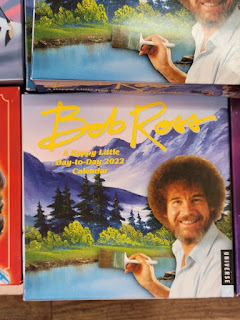 Bob Ross
A Happy Little
Day-to-Day 2022
Calendar
UNIVERSE